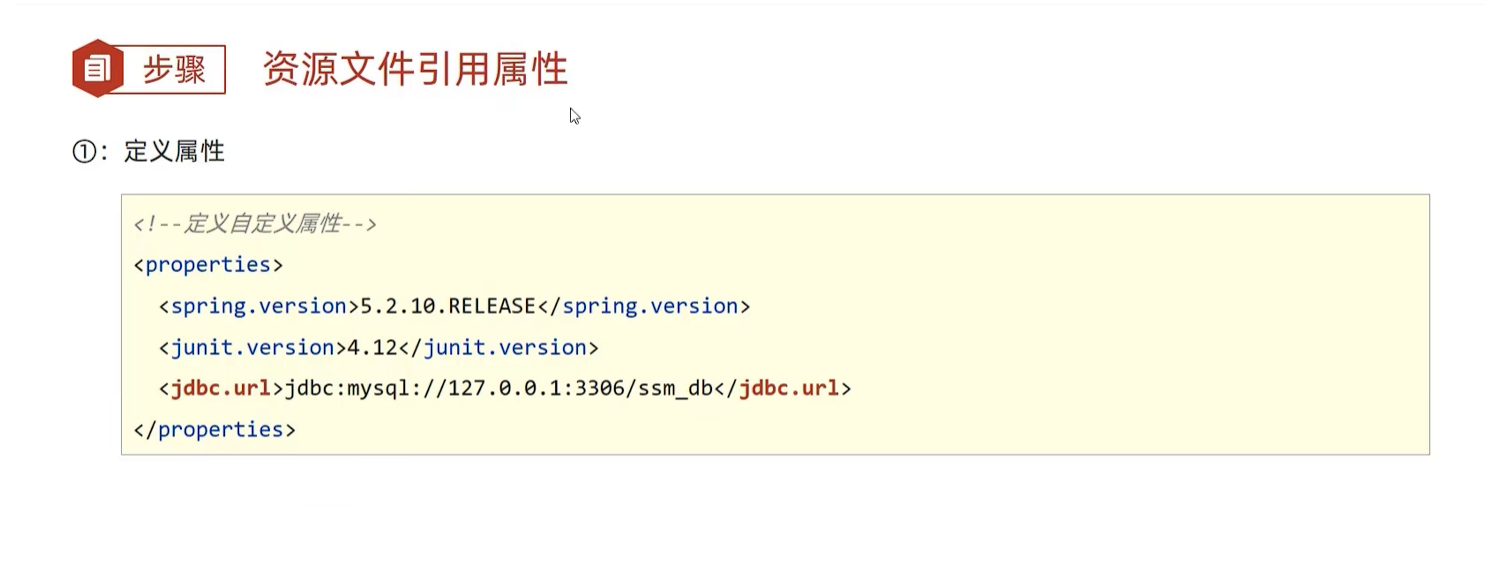 步骤 资源文件引用属性
①：定义属性
<!--定义自定义属性-->
<properties>
<spring.version>5.2.10.RELEASE</spring.version>
<junit.version>4.12</junit.version>
<jdbc.url>jdbc:mysql://127.0.0.1:3306/ssm_db</jdbc.url>
</properties>